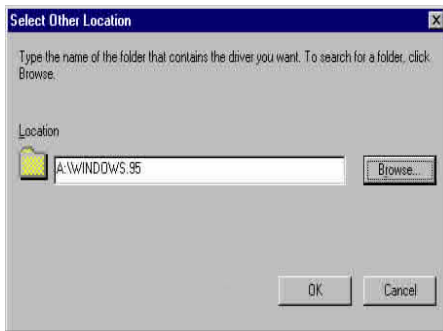 Select Other Location
Type the name of the folder that contains the driver you want. To search for a folder, click
Browse.
Location
A:\WINDOWS.95
Browse...
OK
Cancel